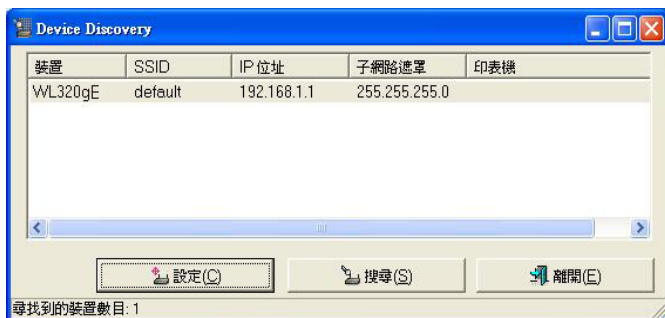 Device Discovery
裝置 SSID IP 位址 子網路遮罩 印表機
WL320gE default 192.168.1.1 255.255.255.0
設定(C) 搜尋(S) 離開(E)
尋找到的裝置數目: 1